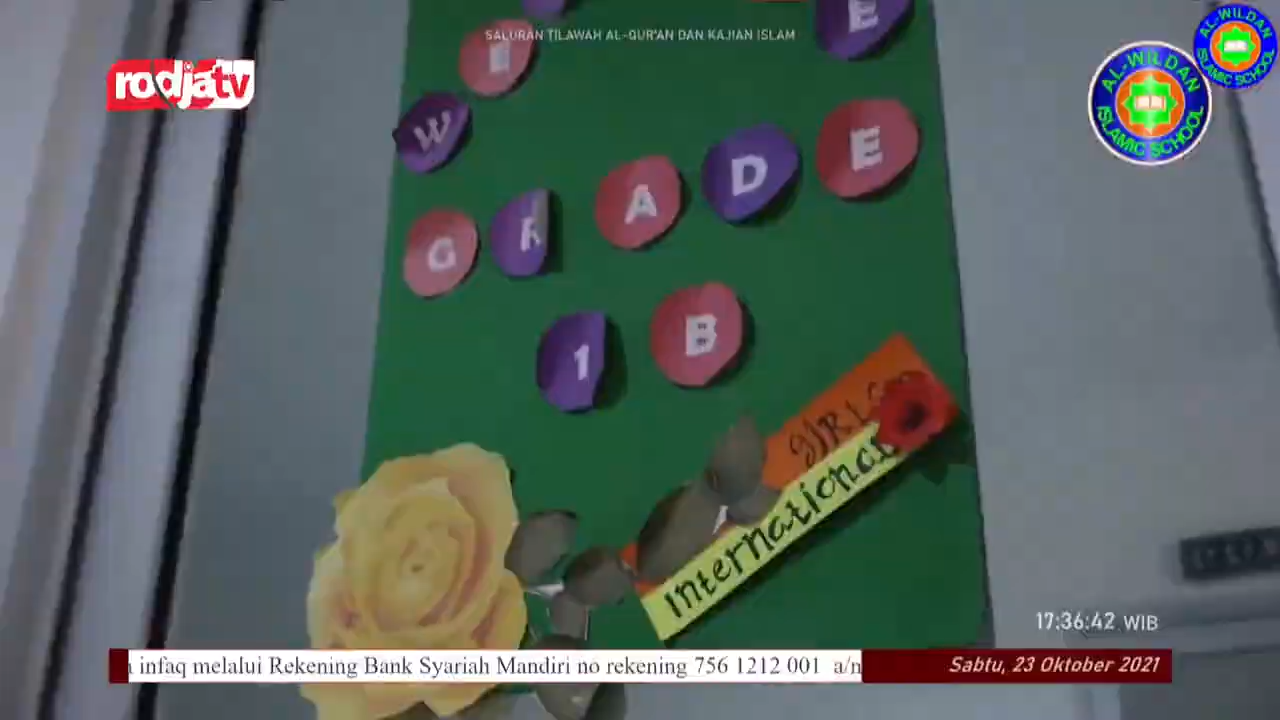 SALURAN TILAWAH AL-QUR'AN DAN KAJIAN ISLAM
rodjatv
AL-WILDAN ISLAMIC SCHOOL
AL-WILDAN ISLAMIC SCHOOL
E
W
E
GRADE
1 B
GIRLS
International
17:36:42 WIB
infaq melalui Rekening Bank Syariah Mandiri no rekening 756 1212 001 a/n
Sabtu, 23 Oktober 2021